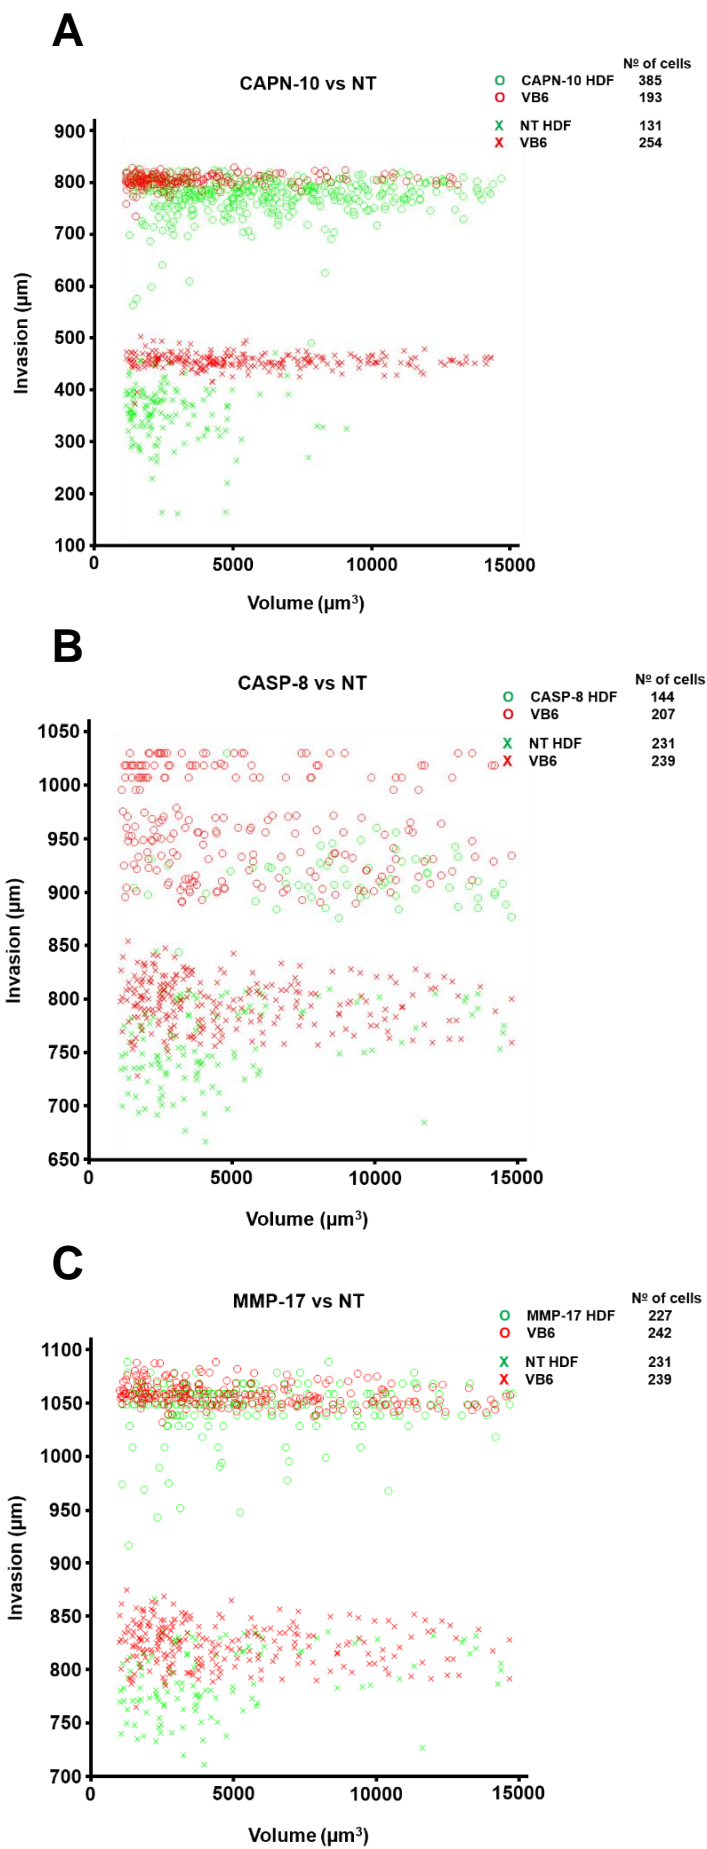 A
Nº of cells
CAPN-10 vs NT
O CAPN-10 HDF 385
O VB6 193
X NT HDF 131
X VB6 254
900
800
700
600
500
400
300
200
100
Invasion (µm)
0 5000 10000 15000
Volume (µm³)
B
Nº of cells
CASP-8 vs NT
O CASP-8 HDF 144
O VB6 207
X NT HDF 231
X VB6 239
1050
1000
950
900
850
800
750
700
650
Invasion (µm)
0 5000 10000 15000
Volume (µm³)
C
Nº of cells
MMP-17 vs NT
O MMP-17 HDF 227
O VB6 242
X NT HDF 231
X VB6 239
1100
1050
1000
950
900
850
800
750
700
Invasion (µm)
0 5000 10000 15000
Volume (µm³)